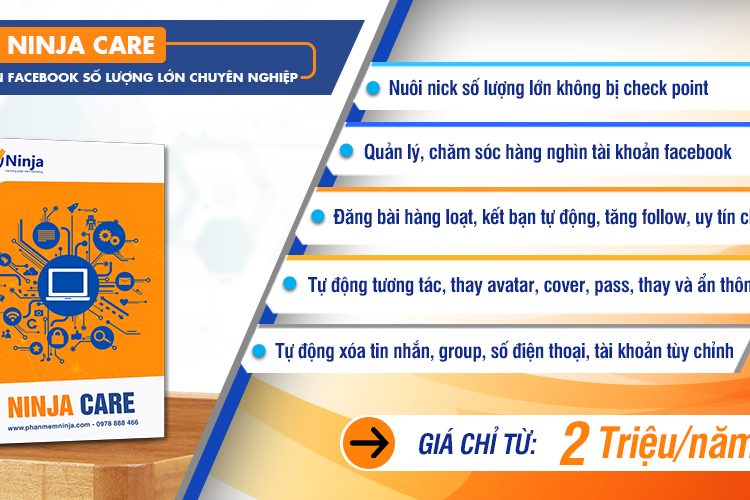 NINJA CARE
FACEBOOK SỐ LƯỢNG LỚN CHUYÊN NGHIỆP
Ninja
NINJA CARE
www.phanmemninja.com - 0978 888 466
Nuôi nick số lượng lớn không bị check point
Quản lý, chăm sóc hàng nghìn tài khoản facebook
Đăng bài hàng loạt, kết bạn tự động, tăng follow, uy tín
Tự động tương tác, thay avatar, cover, pass, thay và ẩn thôn
Tự động xóa tin nhắn, group, số điện thoại, tài khoản tùy chỉnh
GIÁ CHỈ TỪ: 2 Triệu/năm